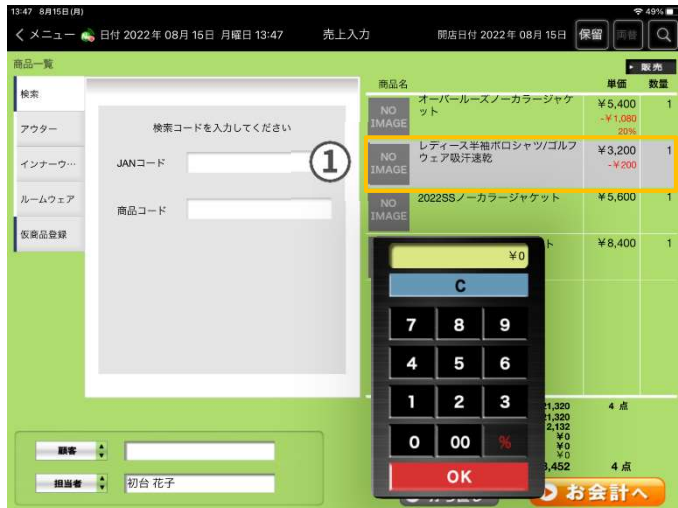 13:47 8月15日(月)
49%
メニュー
日付 2022年 08月 15日 月曜日 13:47
売上入力
開店日付 2022年 08月 15日
保留
両替
商品一覧
販売
検索
アウター
インナーウ…
ルームウェア
仮商品登録
検索コードを入力してください
JANコード
商品コード
①
商品名 単価 数量
NO IMAGE
オーバールーズノーカラージャケット
¥5,400 1
-¥1,080
20%
NO IMAGE
レディース半袖ポロシャツ/ゴルフウェア吸汗速乾
¥3,200 1
-¥200
NO IMAGE
2022SSノーカラージャケット
¥5,600 1
ト
¥8,400 1
¥0
C
7 8 9
4 5 6
1 2 3
0 00 %
OK
21,320 4 点
21,320
2,132
¥0
¥0
¥0
,452 4 点
顧客
担当者
初台 花子
お会計へ